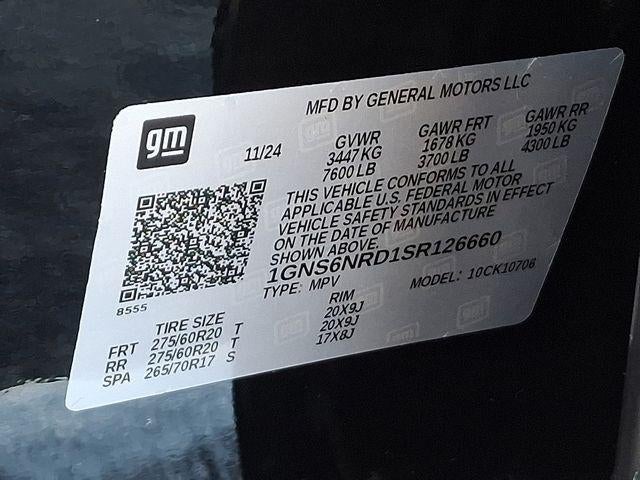 MFD BY GENERAL MOTORS LLC
gm
11/24
GVWR GAWR FRT GAWR RR
3447 KG 1678 KG 1950 KG
7600 LB 3700 LB 4300 LB
THIS VEHICLE CONFORMS TO ALL
APPLICABLE U.S. FEDERAL MOTOR
VEHICLE SAFETY STANDARDS IN EFFECT
ON THE DATE OF MANUFACTURE
SHOWN ABOVE.
1GNS6NRD1SR126660
TYPE: MPV MODEL: 10CK10706
8555
TIRE SIZE RIM
FRT 275/60R20 T 20X9J
RR 275/60R20 T 20X9J
SPA 265/70R17 S 17X8J